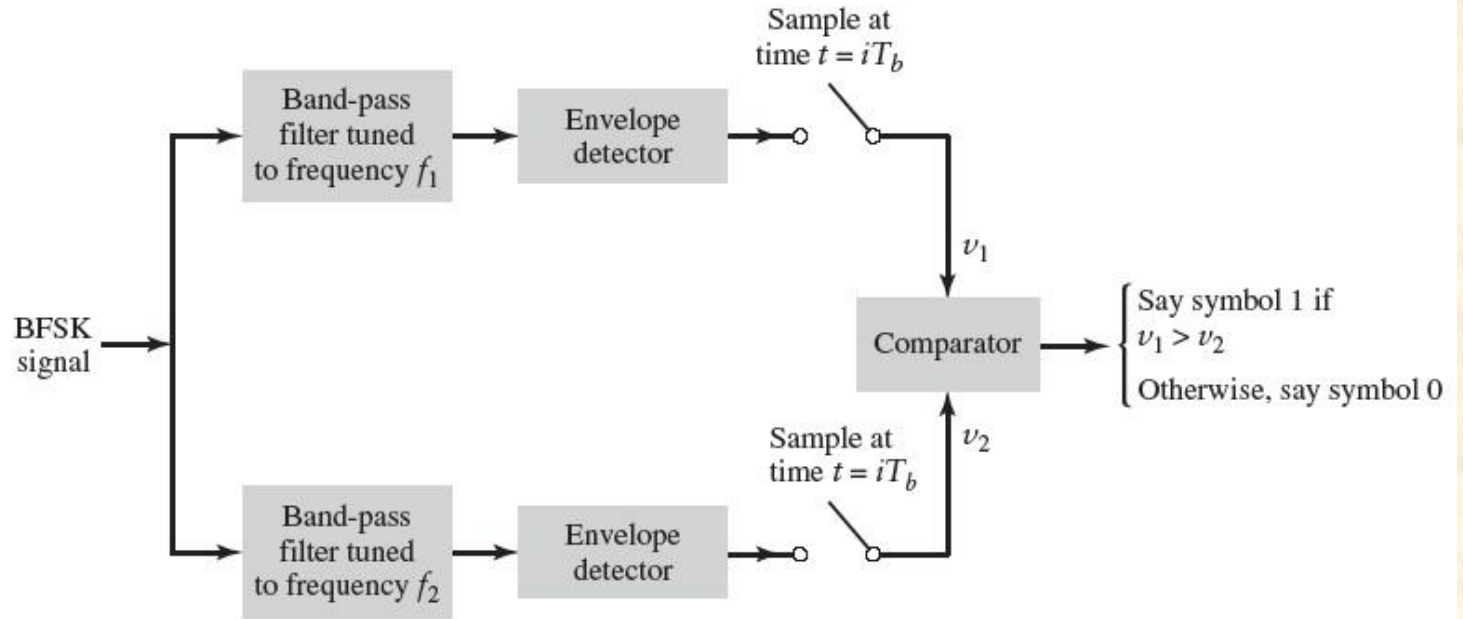 Sample at
time t = iT_b
Band-pass
filter tuned
to frequency f_1
Envelope
detector
v_1
BFSK
signal
Comparator
Say symbol 1 if
v_1 > v_2
Otherwise, say symbol 0
Sample at
time t = iT_b
v_2
Band-pass
filter tuned
to frequency f_2
Envelope
detector